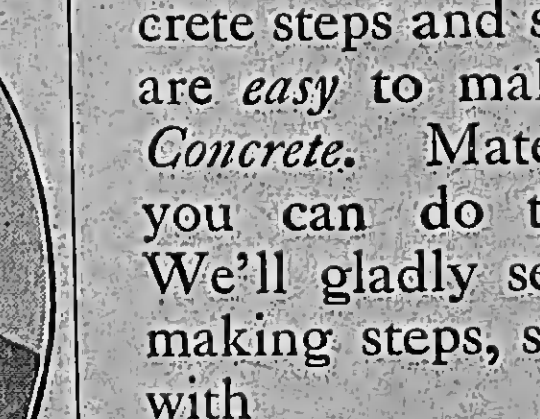 crete steps and
are easy to
Concrete.
you can do
We'll gladly
making steps,
with